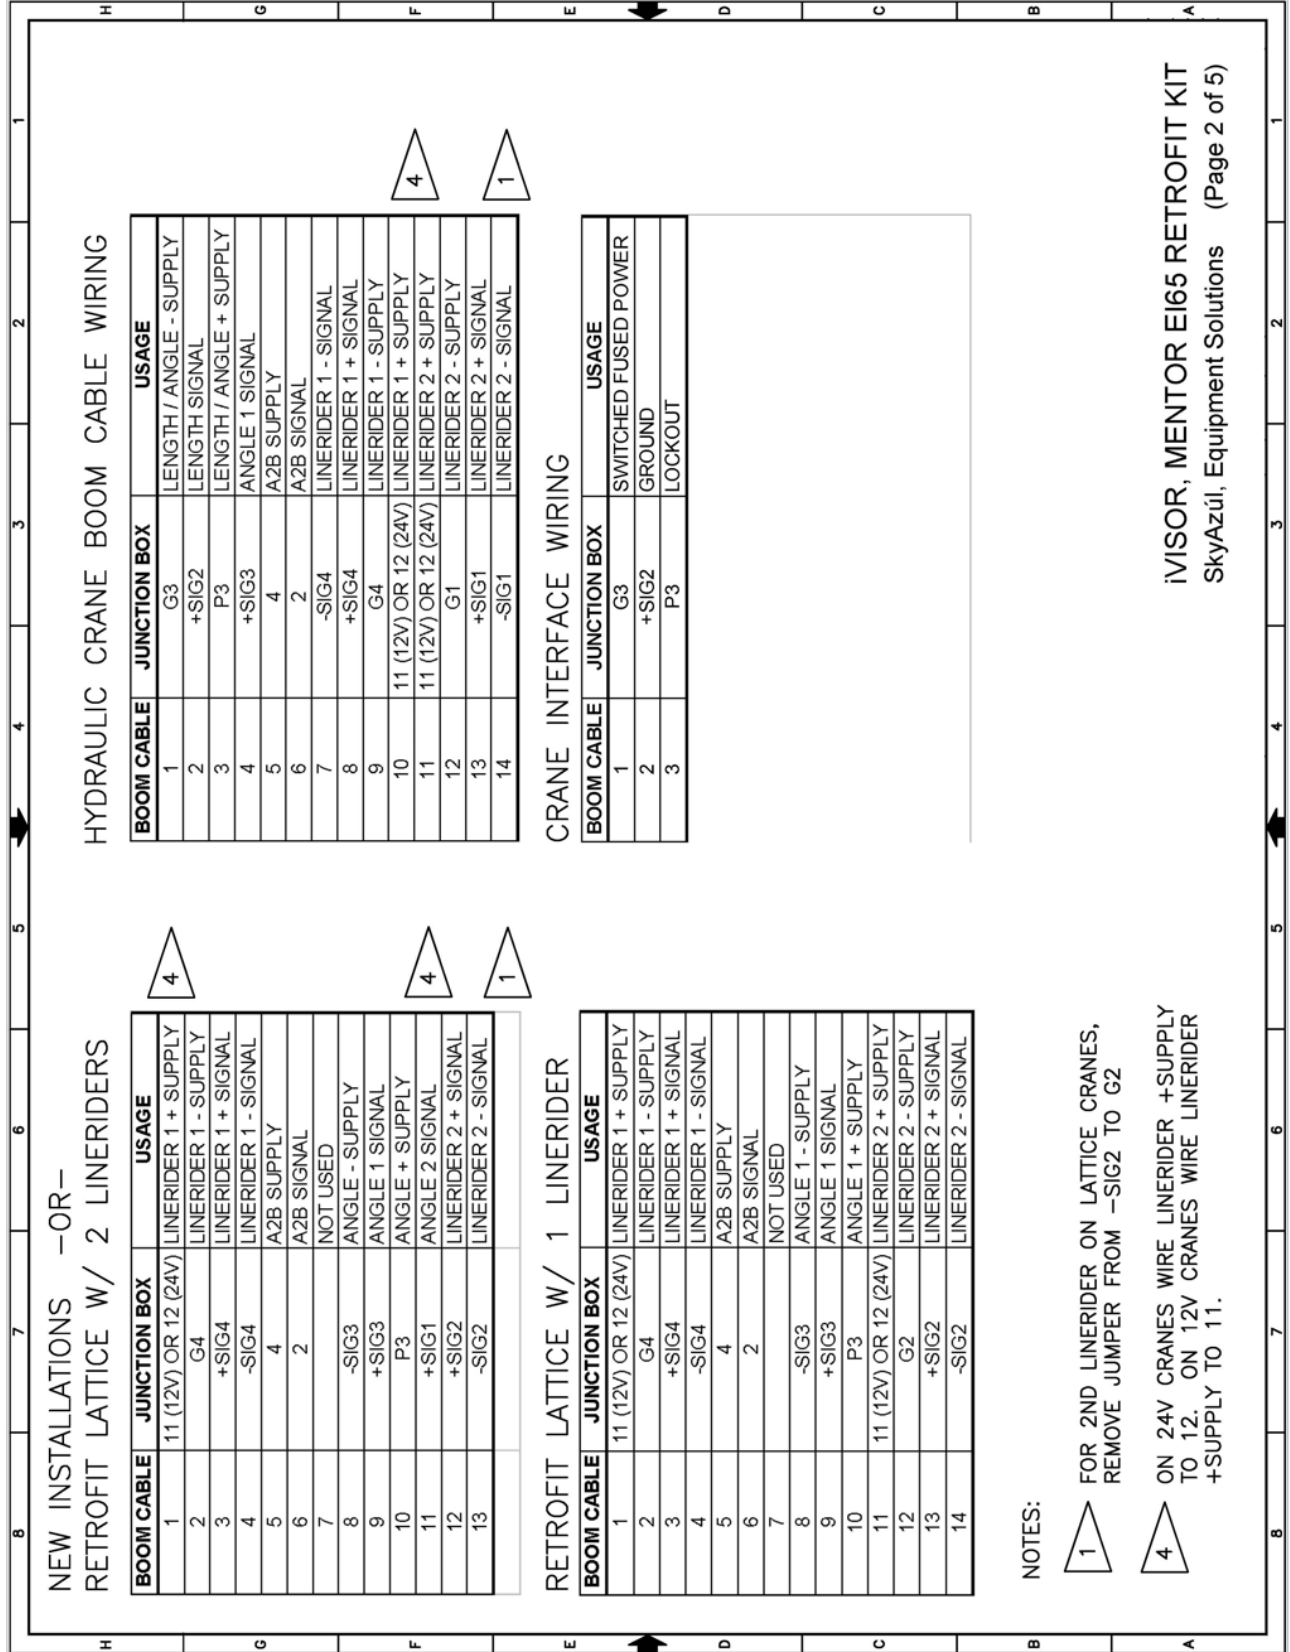 8 7 6 5 4 3 2 1
H
G
F
E
D
C
B
A
NEW INSTALLATIONS -OR-
RETROFIT LATTICE W/ 2 LINERIDERS
BOOM CABLE JUNCTION BOX USAGE
1 11 (12V) OR 12 (24V) LINERIDER 1 + SUPPLY
2 G4 LINERIDER 1 - SUPPLY
3 +SIG4 LINERIDER 1 + SIGNAL
4 -SIG4 LINERIDER 1 - SIGNAL
5 4 A2B SUPPLY
6 2 A2B SIGNAL
7 NOT USED
8 -SIG3 ANGLE - SUPPLY
9 +SIG3 ANGLE 1 SIGNAL
10 P3 ANGLE + SUPPLY
11 +SIG1 ANGLE 2 SIGNAL
12 +SIG2 LINERIDER 2 + SIGNAL
13 -SIG2 LINERIDER 2 - SIGNAL
4
4
1
RETROFIT LATTICE W/ 1 LINERIDER
BOOM CABLE JUNCTION BOX USAGE
1 11 (12V) OR 12 (24V) LINERIDER 1 + SUPPLY
2 G4 LINERIDER 1 - SUPPLY
3 +SIG4 LINERIDER 1 + SIGNAL
4 -SIG4 LINERIDER 1 - SIGNAL
5 4 A2B SUPPLY
6 2 A2B SIGNAL
7 NOT USED
8 -SIG3 ANGLE 1 - SUPPLY
9 +SIG3 ANGLE 1 SIGNAL
10 P3 ANGLE 1 + SUPPLY
11 11 (12V) OR 12 (24V) LINERIDER 2 + SUPPLY
12 G2 LINERIDER 2 - SUPPLY
13 +SIG2 LINERIDER 2 + SIGNAL
14 -SIG2 LINERIDER 2 - SIGNAL
NOTES:
1 FOR 2ND LINERIDER ON LATTICE CRANES,
REMOVE JUMPER FROM -SIG2 TO G2
4 ON 24V CRANES WIRE LINERIDER +SUPPLY
TO 12. ON 12V CRANES WIRE LINERIDER
+SUPPLY TO 11.
HYDRAULIC CRANE BOOM CABLE WIRING
BOOM CABLE JUNCTION BOX USAGE
1 G3 LENGTH / ANGLE - SUPPLY
2 +SIG2 LENGTH SIGNAL
3 P3 LENGTH / ANGLE + SUPPLY
4 +SIG3 ANGLE 1 SIGNAL
5 4 A2B SUPPLY
6 2 A2B SIGNAL
7 -SIG4 LINERIDER 1 - SIGNAL
8 +SIG4 LINERIDER 1 + SIGNAL
9 G4 LINERIDER 1 - SUPPLY
10 11 (12V) OR 12 (24V) LINERIDER 1 + SUPPLY
11 11 (12V) OR 12 (24V) LINERIDER 2 + SUPPLY
12 G1 LINERIDER 2 - SUPPLY
13 +SIG1 LINERIDER 2 + SIGNAL
14 -SIG1 LINERIDER 2 - SIGNAL
4
1
CRANE INTERFACE WIRING
BOOM CABLE JUNCTION BOX USAGE
1 G3 SWITCHED FUSED POWER
2 +SIG2 GROUND
3 P3 LOCKOUT
iVISOR, MENTOR EI65 RETROFIT KIT
SkyAzúl, Equipment Solutions (Page 2 of 5)
H
G
F
E
D
C
B
A
8 7 6 5 4 3 2 1